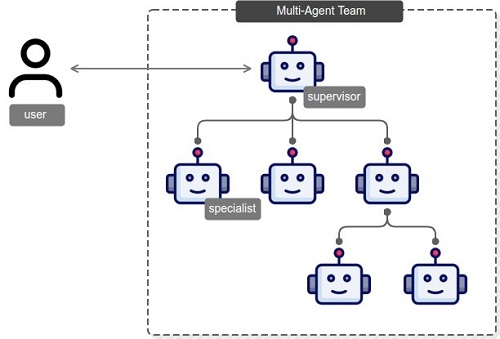 Multi-Agent Team
user
supervisor
specialist